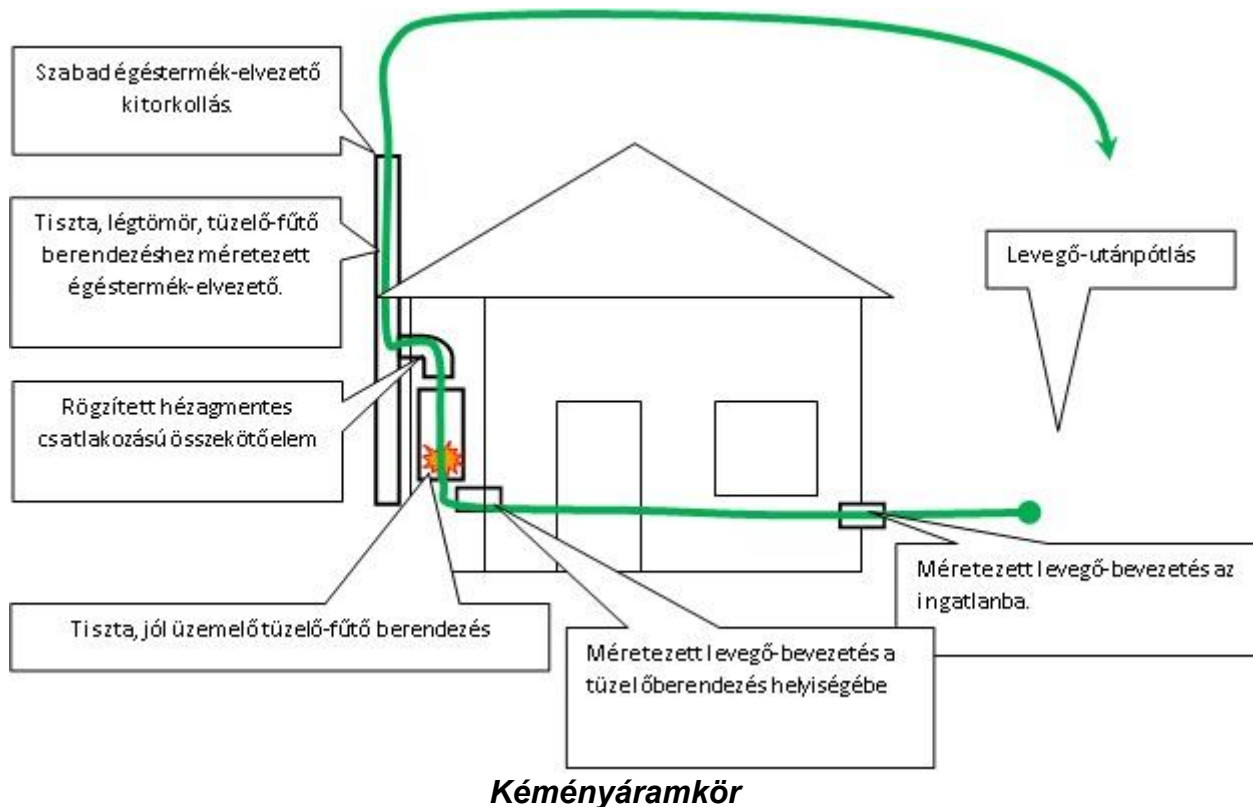 Szabad égéstermék-elvezető
kitorkollás.
Tiszta, légtömör, tüzelő-fűtő
berendezéshez méretezett
égéstermék-elvezető.
Levegő-utánpótlás
Rögzített hézagmentes
csatlakozású összekötőelem
Méretezett levegő-bevezetés az
ingatlanba.
Tiszta, jól üzemelő tüzelő-fűtő berendezés
Méretezett levegő-bevezetés a
tüzelőberendezés helyiségébe
Kéményáramkör